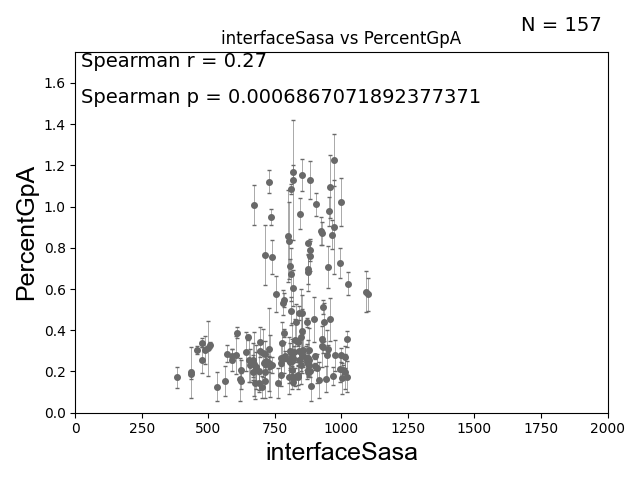 N = 157
interfaceSasa vs PercentGpA
Spearman r = 0.27
Spearman p = 0.0006867071892377371
1.6
1.4
1.2
1.0
0.8
0.6
0.4
0.2
0.0
PercentGpA
0 250 500 750 1000 1250 1500 1750 2000
interfaceSasa